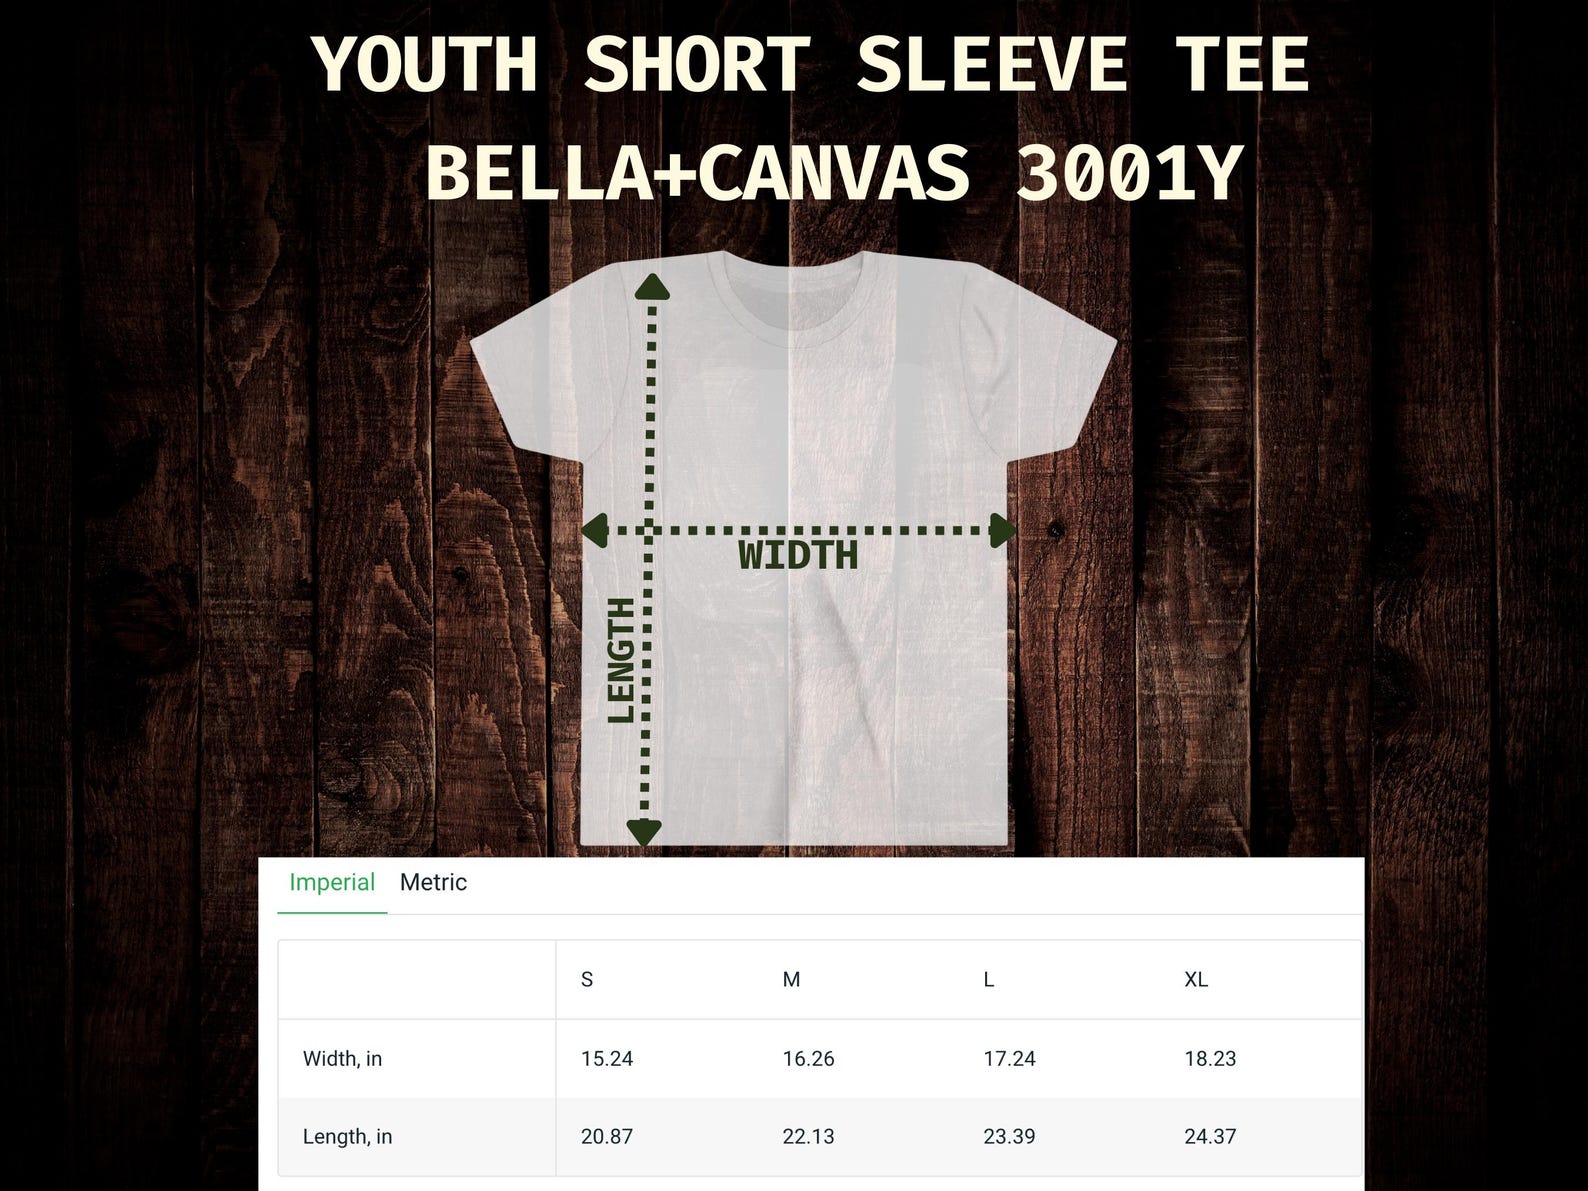 YOUTH SHORT SLEEVE TEE
BELLA+CANVAS 3001Y
WIDTH
LENGTH
Imperial Metric
S M L XL
Width, in 15.24 16.26 17.24 18.23
Length, in 20.87 22.13 23.39 24.37